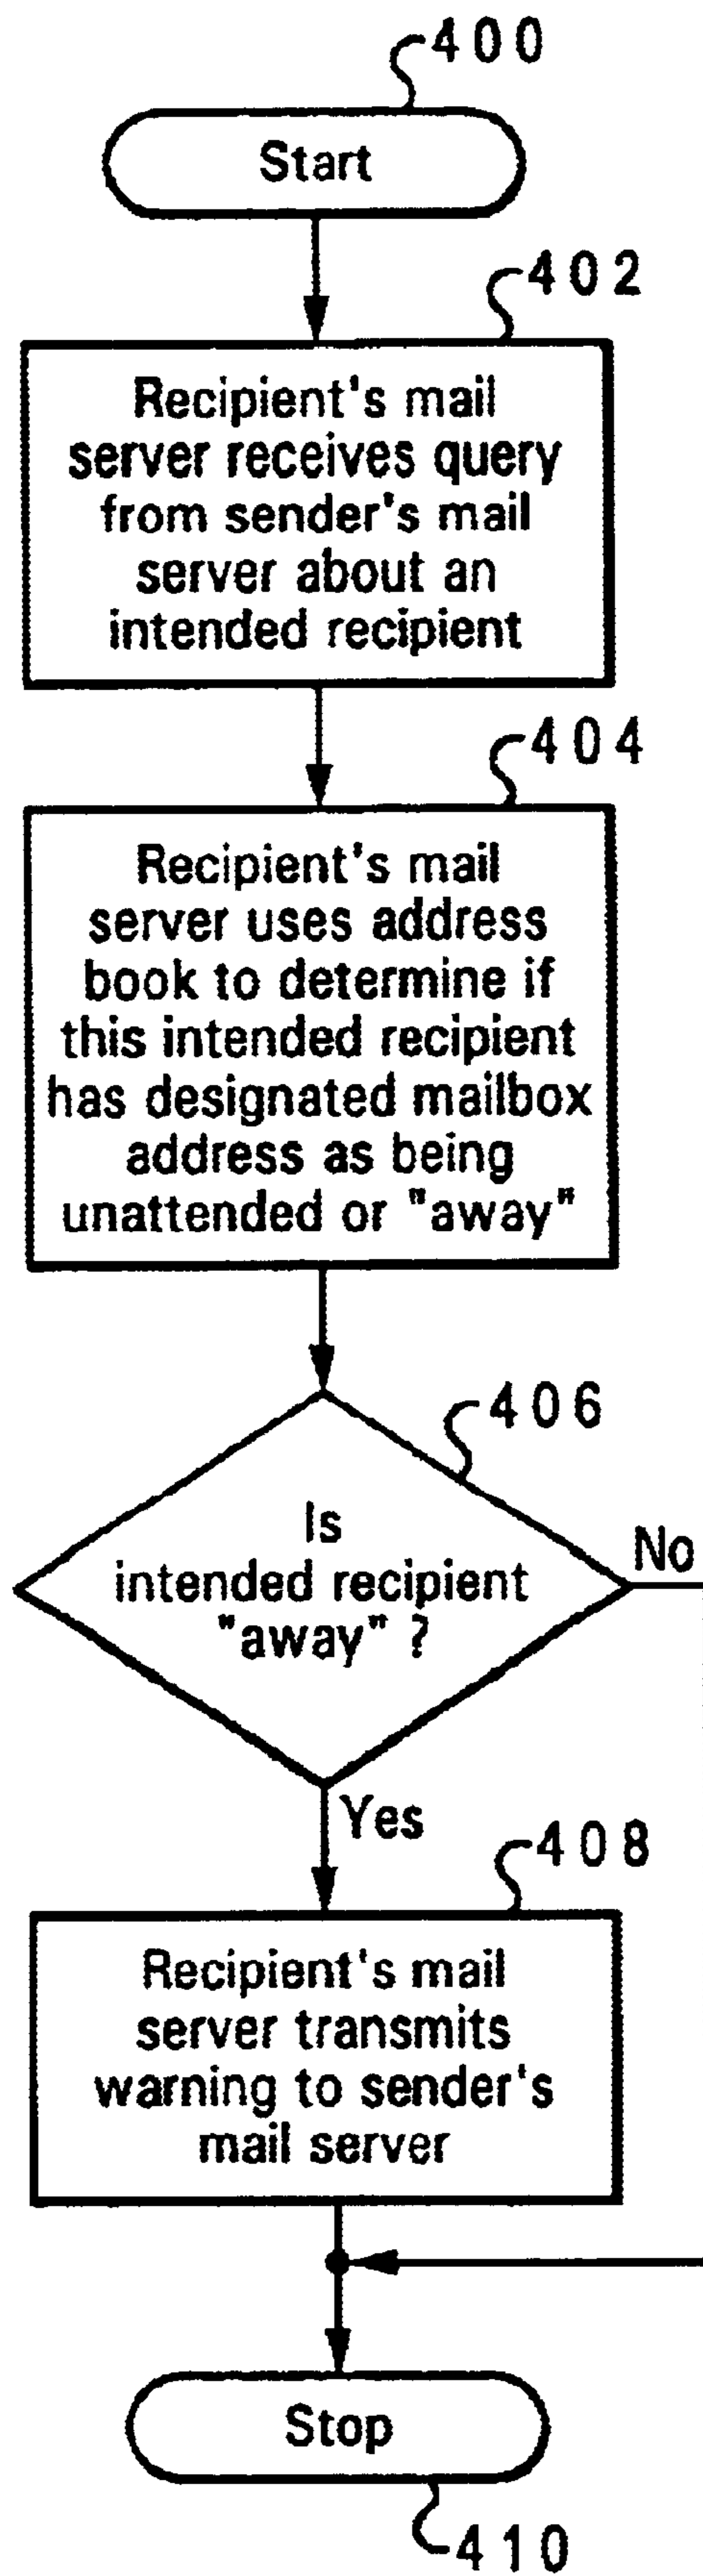 400
Start
402
Recipient's mail
server receives query
from sender's mail
server about an
intended recipient
404
Recipient's mail
server uses address
book to determine if
this intended recipient
has designated mailbox
address as being
unattended or "away"
406
Is
intended recipient
"away" ?
No
Yes
408
Recipient's mail
server transmits
warning to sender's
mail server
Stop
410